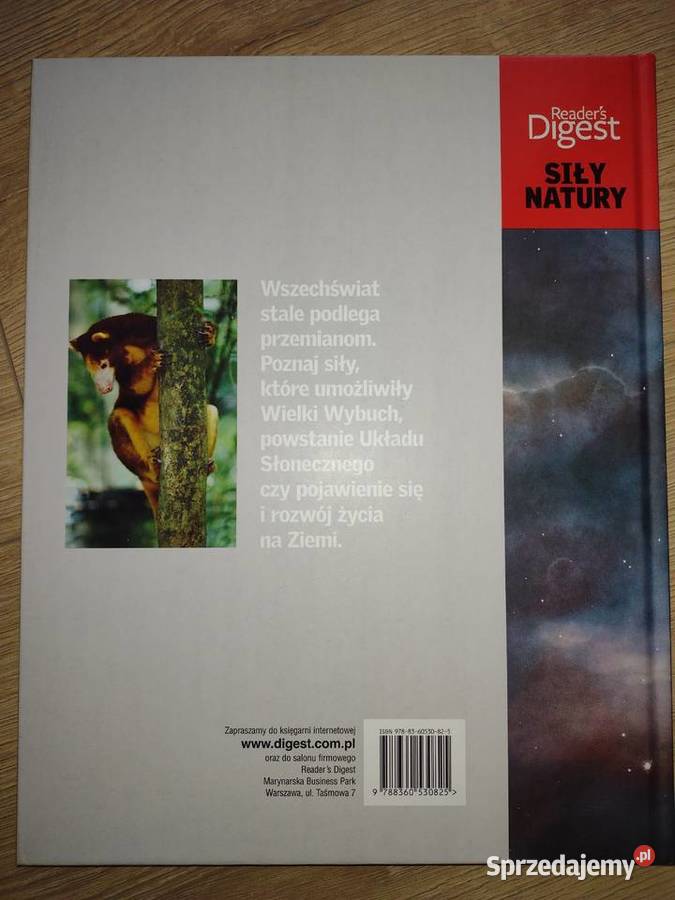 Reader's
Digest
SIŁY
NATURY
Wszechświat
stale podlega
przemianom.
Poznaj siły,
które umożliwiły
Wielki Wybuch,
powstanie Układu
Słonecznego
czy pojawienie się
i rozwój życia
na Ziemi.
Zapraszamy do księgarni internetowej
www.digest.com.pl
oraz do salonu firmowego
Reader's Digest
Marynarska Business Park
Warszawa, ul. Taśmowa 7
ISBN 978-83-60530-82-5
9 788360 530825>
Sprzedajemy.pl